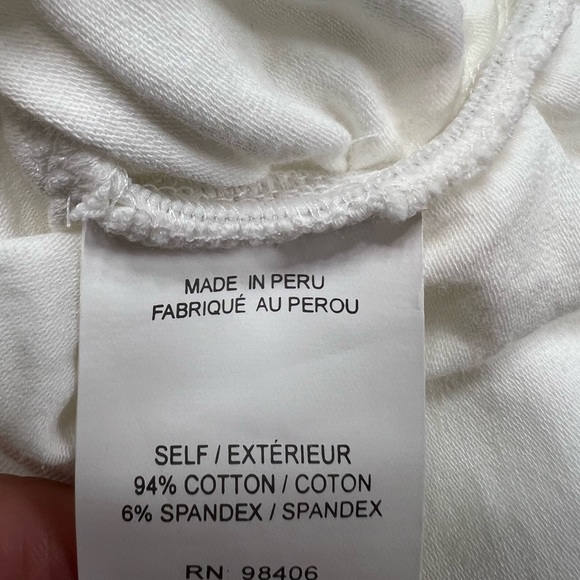 MADE IN PERU
FABRIQUÉ AU PEROU
SELF / EXTÉRIEUR
94% COTTON / COTON
6% SPANDEX / SPANDEX
RN 98406